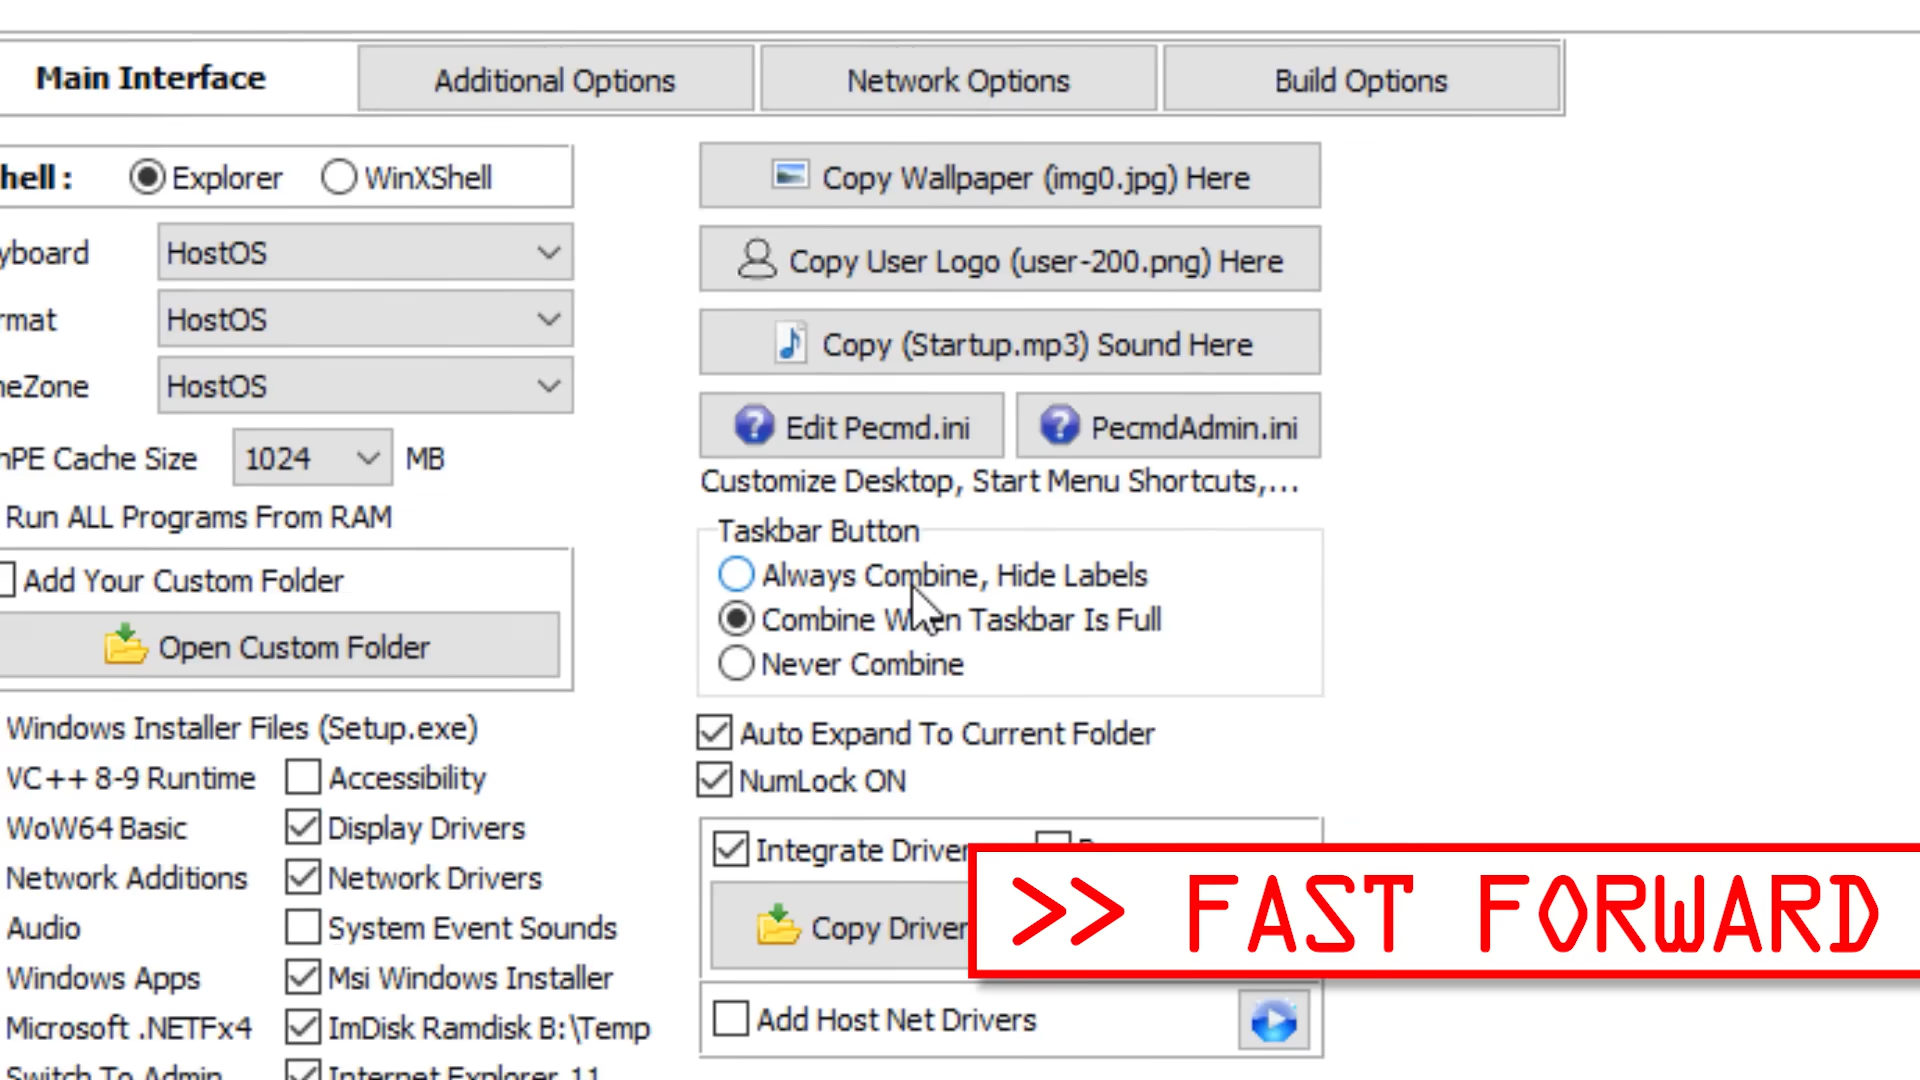 Main Interface
Additional Options
Network Options
Build Options
hell :
Explorer
WinXShell
yboard
HostOS
rmat
HostOS
neZone
HostOS
nPE Cache Size
1024
MB
Run ALL Programs From RAM
Add Your Custom Folder
Open Custom Folder
Windows Installer Files (Setup.exe)
VC++ 8-9 Runtime
Accessibility
WoW64 Basic
Display Drivers
Network Additions
Network Drivers
Audio
System Event Sounds
Windows Apps
Msi Windows Installer
Microsoft .NETFx4
ImDisk Ramdisk B:\Temp
Switch To Admin
Internet Explorer 11
Copy Wallpaper (img0.jpg) Here
Copy User Logo (user-200.png) Here
Copy (Startup.mp3) Sound Here
Edit Pecmd.ini
PecmdAdmin.ini
Customize Desktop, Start Menu Shortcuts,...
Taskbar Button
Always Combine, Hide Labels
Combine When Taskbar Is Full
Never Combine
Auto Expand To Current Folder
NumLock ON
Integrate Driver
Copy Driver
>> FAST FORWARD
Add Host Net Drivers